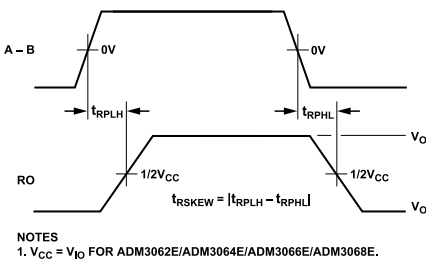 A – B
0V
0V
tRPLH
tRPHL
VO
RO
1/2VCC
1/2VCC
tRSKEW = |tRPLH – tRPHL|
VO
NOTES
1. VCC = VIO FOR ADM3062E/ADM3064E/ADM3066E/ADM3068E.